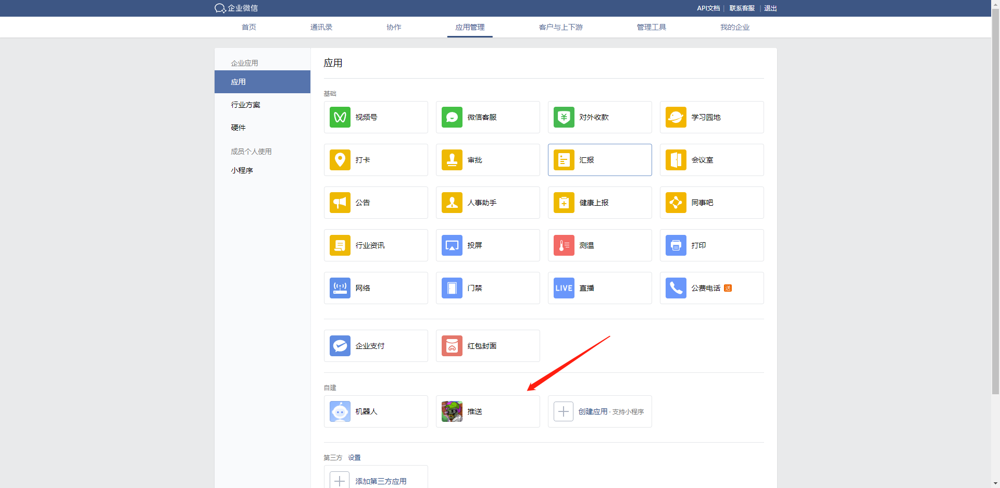 企业微信
API文档 | 联系客服 | 退出
首页 通讯录 协作 应用管理 客户与上下游 管理工具 我的企业
企业应用
应用
行业方案
硬件
成员个人使用
小程序
应用
基础
视频号 微信客服 对外收款 学习园地
打卡 审批 汇报 会议室
公告 人事助手 健康上报 同事吧
行业资讯 投屏 测温 打印
网络 门禁 LIVE 直播 公费电话 送
企业支付 红包封面
自建
机器人 推送 创建应用 · 支持小程序
第三方 设置
添加第三方应用